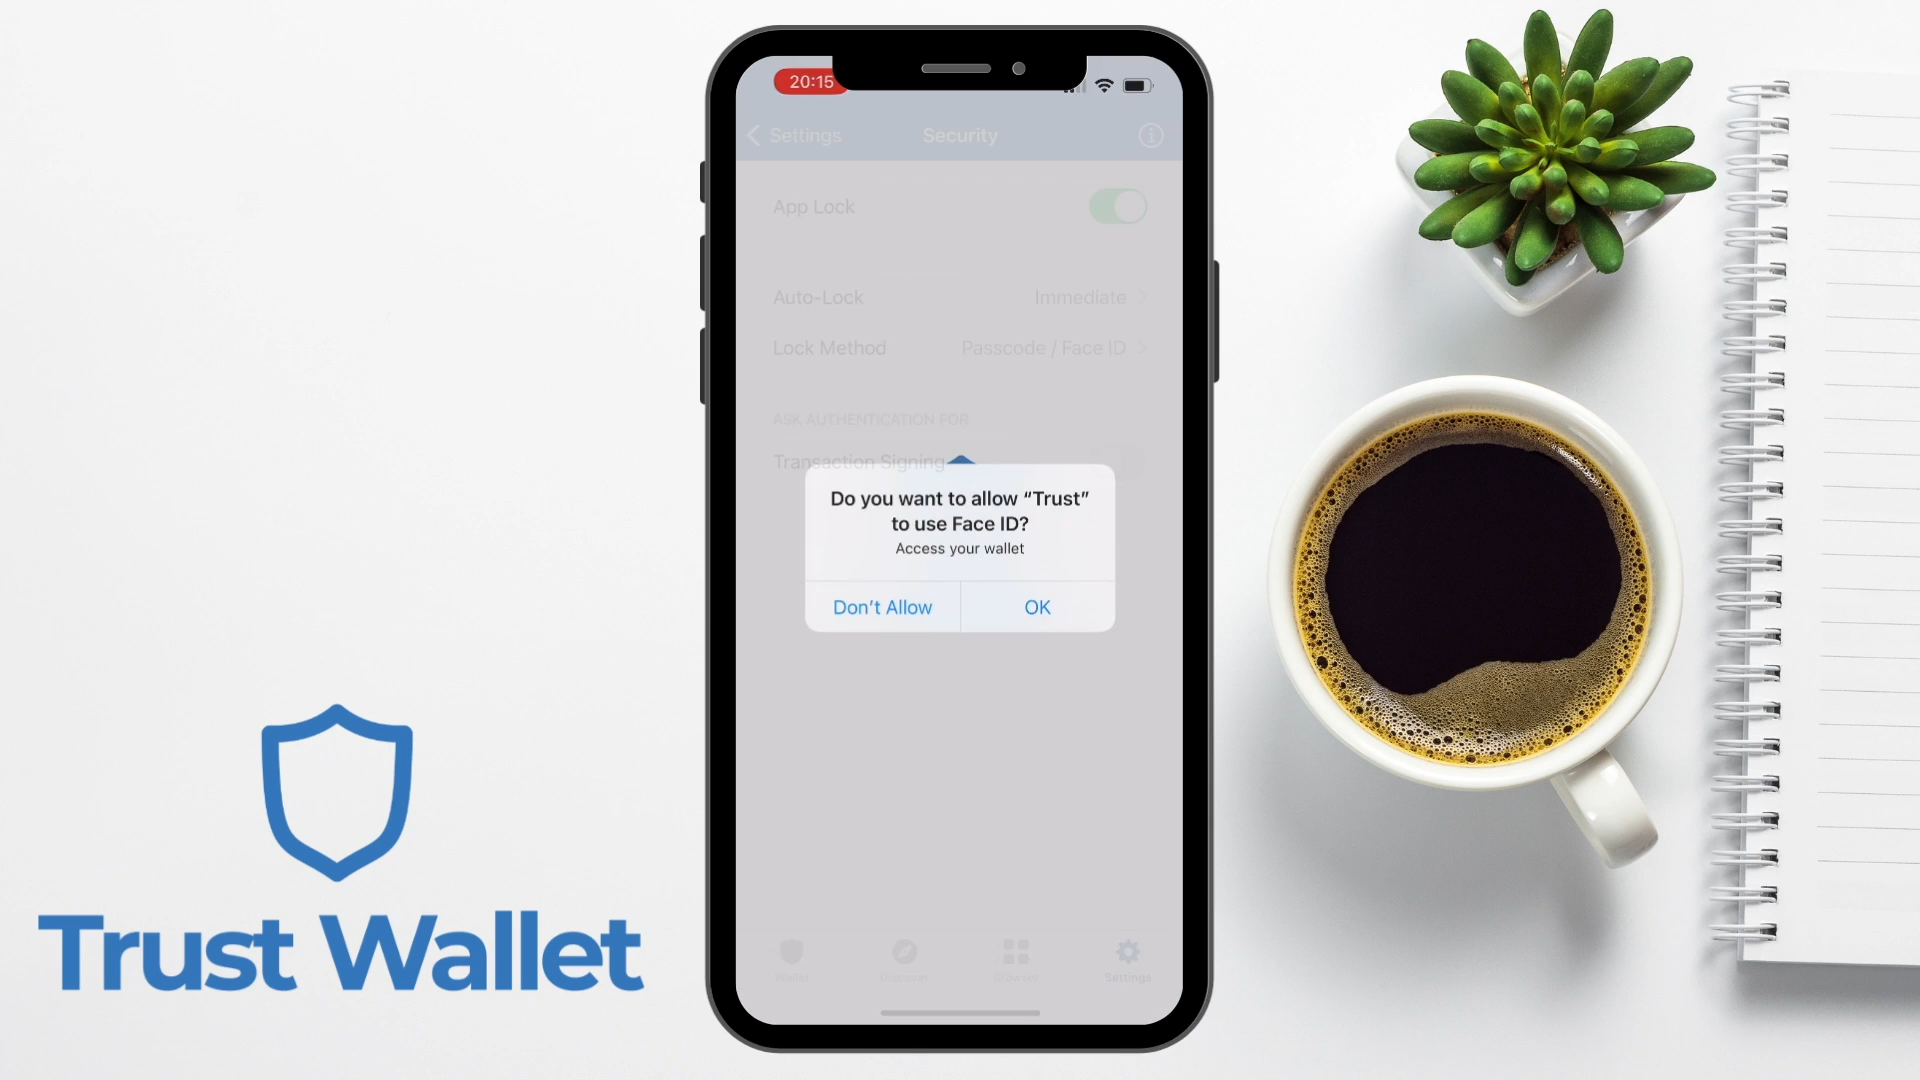 20:15
Settings
Security
App Lock
Auto-Lock
Immediate
Lock Method
Passcode / Face ID
ASK AUTHENTICATION FOR
Transaction Signing
Do you want to allow “Trust”
to use Face ID?
Access your wallet
Don’t Allow
OK
Wallet
Settings
Trust Wallet